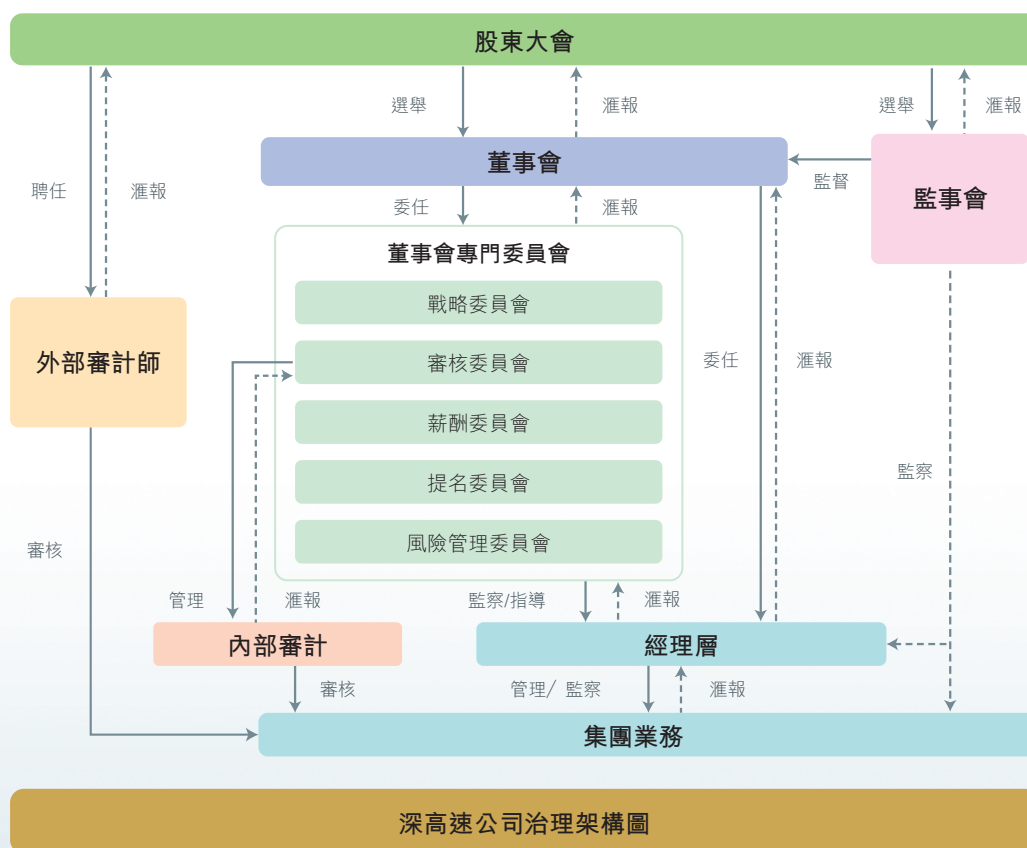 股東大會
選舉
滙報
選舉
滙報
董事會
監事會
監督
聘任
滙報
委任
滙報
董事會專門委員會
戰略委員會
外部審計師
審核委員會
委任
滙報
薪酬委員會
提名委員會
監察
風險管理委員會
審核
管理
滙報
監察/指導
滙報
內部審計
經理層
審核
管理/ 監察
滙報
集團業務
深高速公司治理架構圖